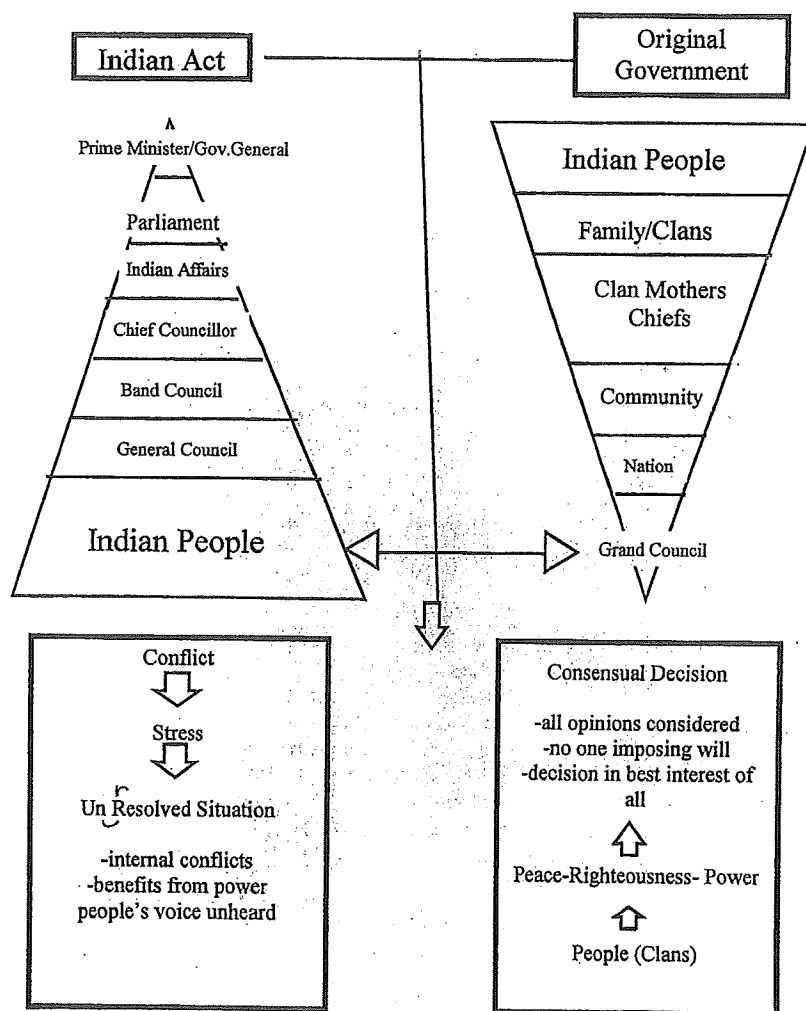 Indian Act
Original
Government
Prime Minister/Gov.General
Parliament
Indian Affairs
Chief Councillor
Band Council
General Council
Indian People
Indian People
Family/Clans
Clan Mothers
Chiefs
Community
Nation
Grand Council
Conflict
Stress
r
Un Resolved Situation
-internal conflicts
-benefits from power
people's voice unheard
Consensual Decision
-all opinions considered
-no one imposing will
-decision in best interest of
all
Peace-Righteousness- Power
People (Clans)